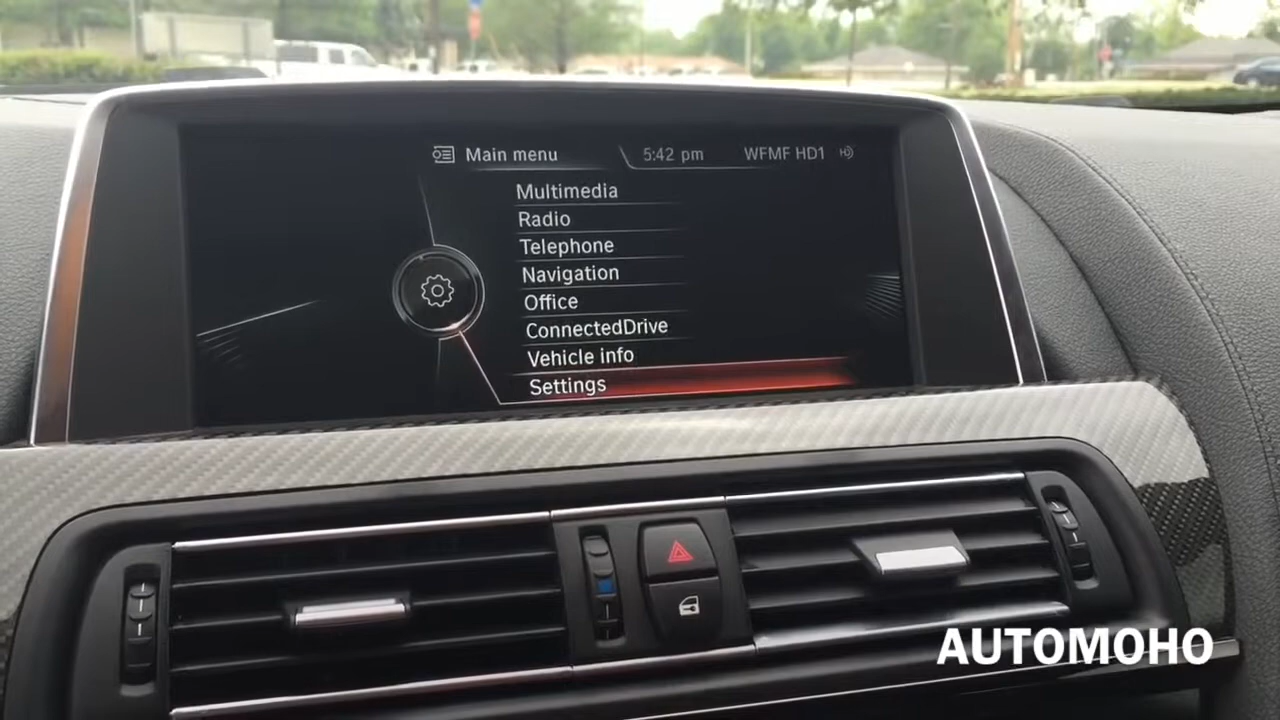 Main menu
5:42 pm
WFMF HD1
Multimedia
Radio
Telephone
Navigation
Office
ConnectedDrive
Vehicle info
Settings
AUTOMOHO